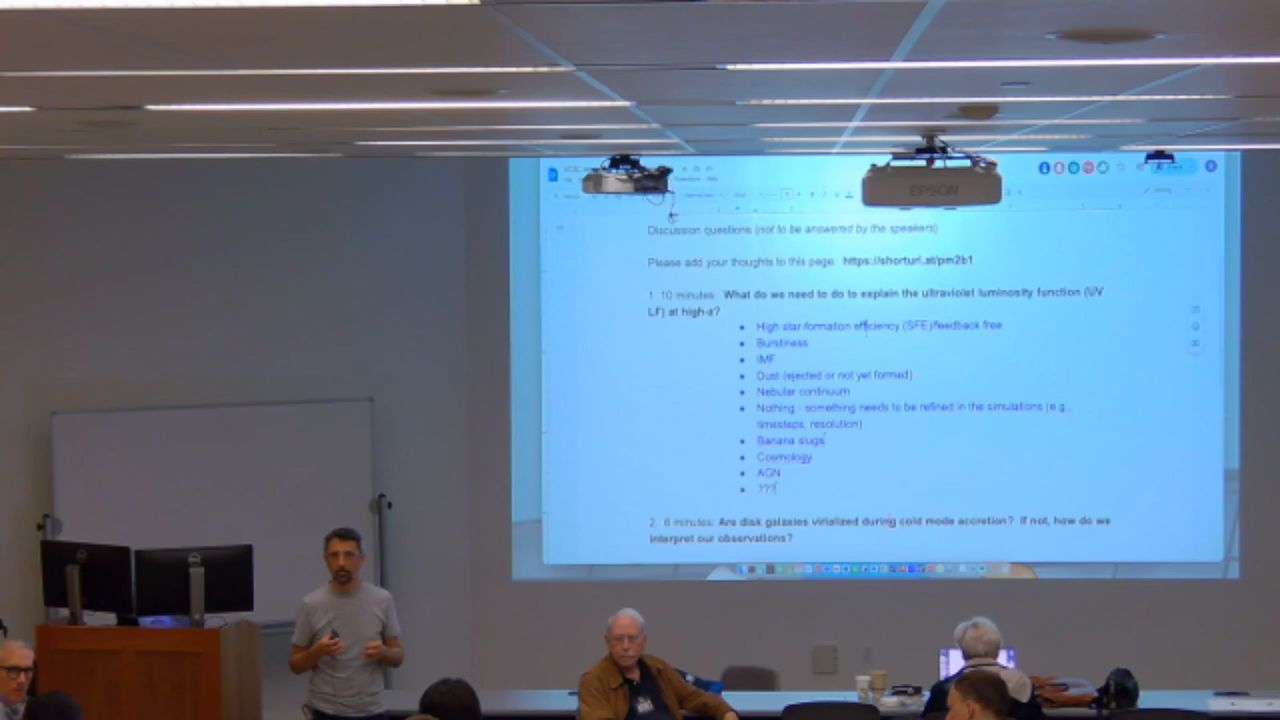 EPSON
Discussion questions (not to be answered by the speakers)
Please add your thoughts to this page: https://shorturl.at/pm2b1
1. 10 minutes: What do we need to do to explain the ultraviolet luminosity function (UV
LF) at high-z?
High star formation efficiency (SFE)/feedback free
Burstiness
IMF
Dust (ejected or not yet formed)
Nebular continuum
Nothing - something needs to be refined in the simulations (e.g.,
timesteps, resolution)
Banana slugs
Cosmology
AGN
???
2. 6 minutes: Are disk galaxies virialized during cold mode accretion? If not, how do we
interpret our observations?